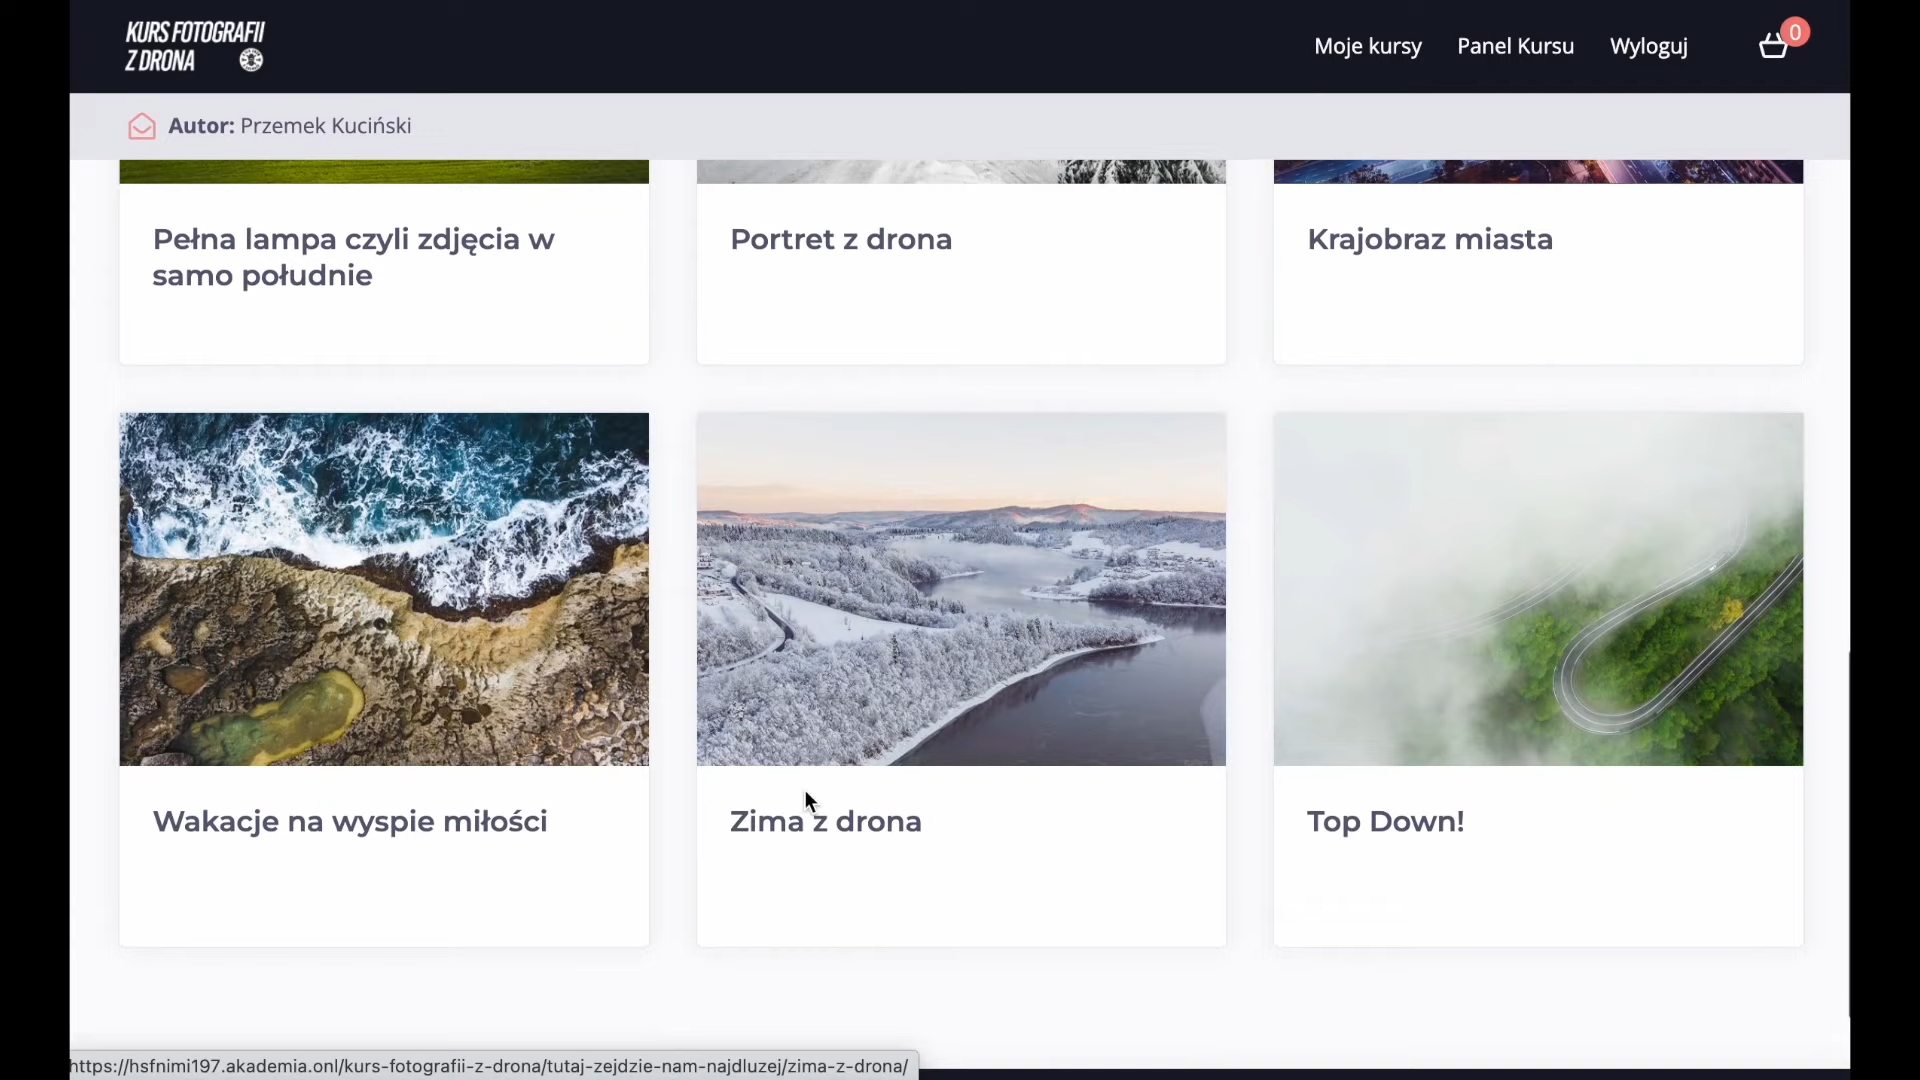 KURS FOTOGRAFII
Z DRONA
Moje kursy
Panel Kursu
Wyloguj
0
Autor: Przemek Kuciński
Pełna lampa czyli zdjęcia w
samo południe
Portret z drona
Krajobraz miasta
Wakacje na wyspie miłości
Zima z drona
Top Down!
https://hsfnimi197.akademia.onl/kurs-fotografii-z-drona/tutaj-zejdzie-nam-najdluzej/zima-z-drona/